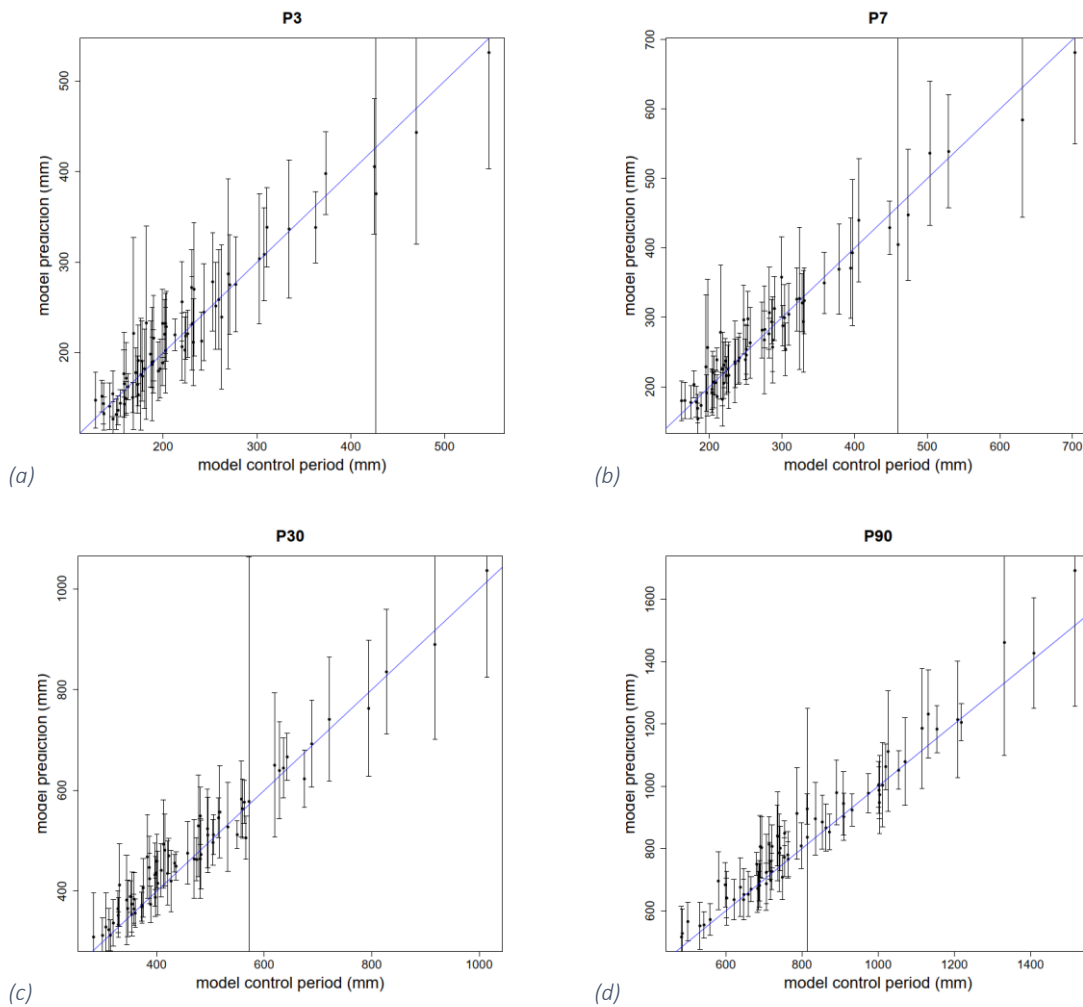 P3
model prediction (mm)
500
400
300
200
200 300 400 500
model control period (mm)
(a)
P7
model prediction (mm)
700
600
500
400
300
200
200 300 400 500 600 700
model control period (mm)
(b)
P30
model prediction (mm)
1000
800
600
400
400 600 800 1000
model control period (mm)
(c)
P90
model prediction (mm)
1600
1400
1200
1000
800
600
600 800 1000 1200 1400
model control period (mm)
(d)